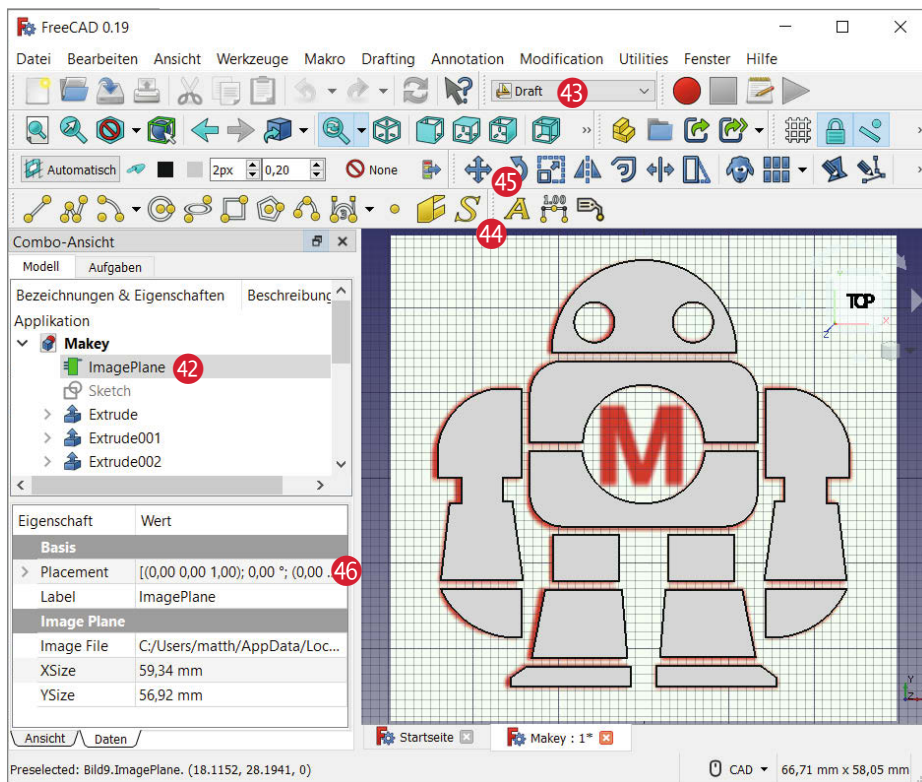 FreeCAD 0.19
Datei Bearbeiten Ansicht Werkzeuge Makro Drafting Annotation Modification Utilities Fenster Hilfe
Draft 43
Automatisch 2px 0,20 None
45
1.00
44
Combo-Ansicht
Modell Aufgaben
Bezeichnungen & Eigenschaften Beschreibung
Applikation
Makey
ImagePlane 42
Sketch
Extrude
Extrude001
Extrude002
Eigenschaft Wert
Basis
Placement [(0,00 0,00 1,00); 0,00 °; (0,00 ... 46
Label ImagePlane
Image Plane
Image File C:/Users/matth/AppData/Loc...
XSize 59,34 mm
YSize 56,92 mm
Ansicht Daten
TOP
X
Z
M
Y
Z
Startseite Makey : 1*
Preselected: Bild9.ImagePlane. (18.1152, 28.1941, 0)
CAD 66,71 mm x 58,05 mm